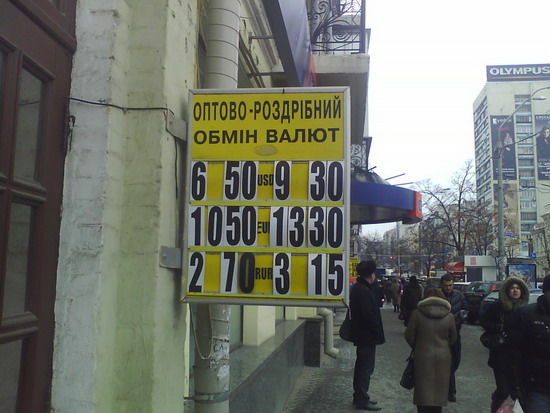 OLYMPUS
ОПТОВО-РОЗДРІБНИЙ
ОБМІН ВАЛЮТ
6 50 USD 9 30
10 50 EU 13 30
2 70 RUR 3 15